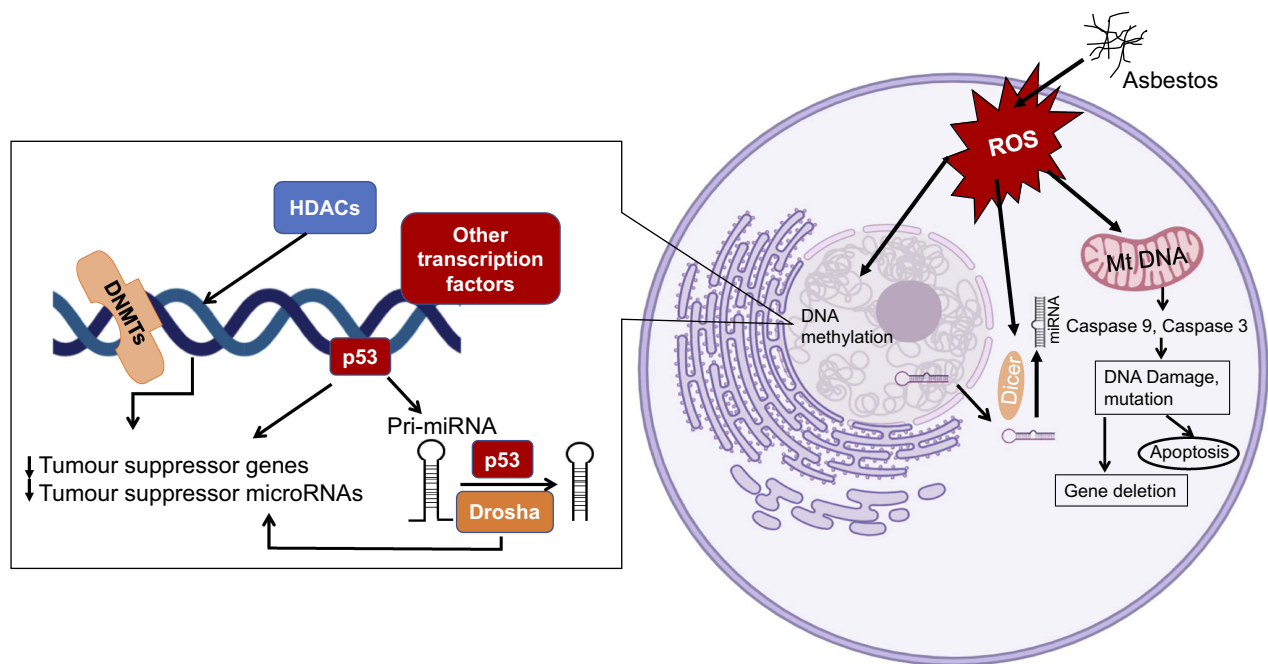 HDACs
Other
transcription
factors
DNMTs
p53
Pri-miRNA
p53
Drosha
Tumour suppressor genes
Tumour suppressor microRNAs
Asbestos
ROS
Mt DNA
DNA
methylation
miRNA
Dicer
Caspase 9, Caspase 3
DNA Damage,
mutation
Apoptosis
Gene deletion